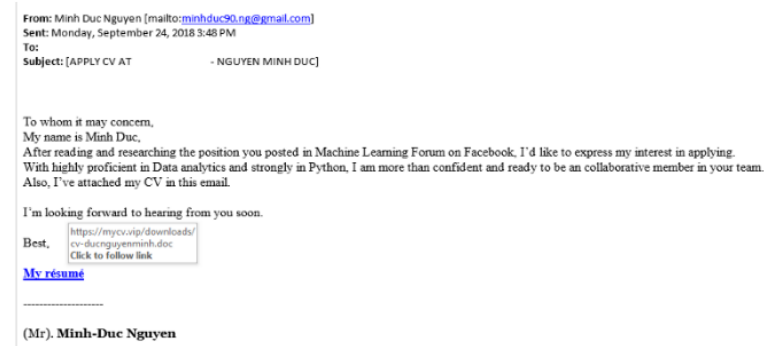 From: Minh Duc Nguyen [mailto:minhduc90.ng@gmail.com]
Sent: Monday, September 24, 2018 3:48 PM
To:
Subject: [APPLY CV AT - NGUYEN MINH DUC]
To whom it may concern,
My name is Minh Duc,
After reading and researching the position you posted in Machine Learning Forum on Facebook, I'd like to express my interest in applying.
With highly proficient in Data analytics and strongly in Python, I am more than confident and ready to be an collaborative member in your team.
Also, I've attached my CV in this email.
I'm looking forward to hearing from you soon.
https://mycv.vip/downloads/
cv-ducnguyenminh.doc
Click to follow link
Best,
My résumé
--------------------
(Mr). Minh-Duc Nguyen